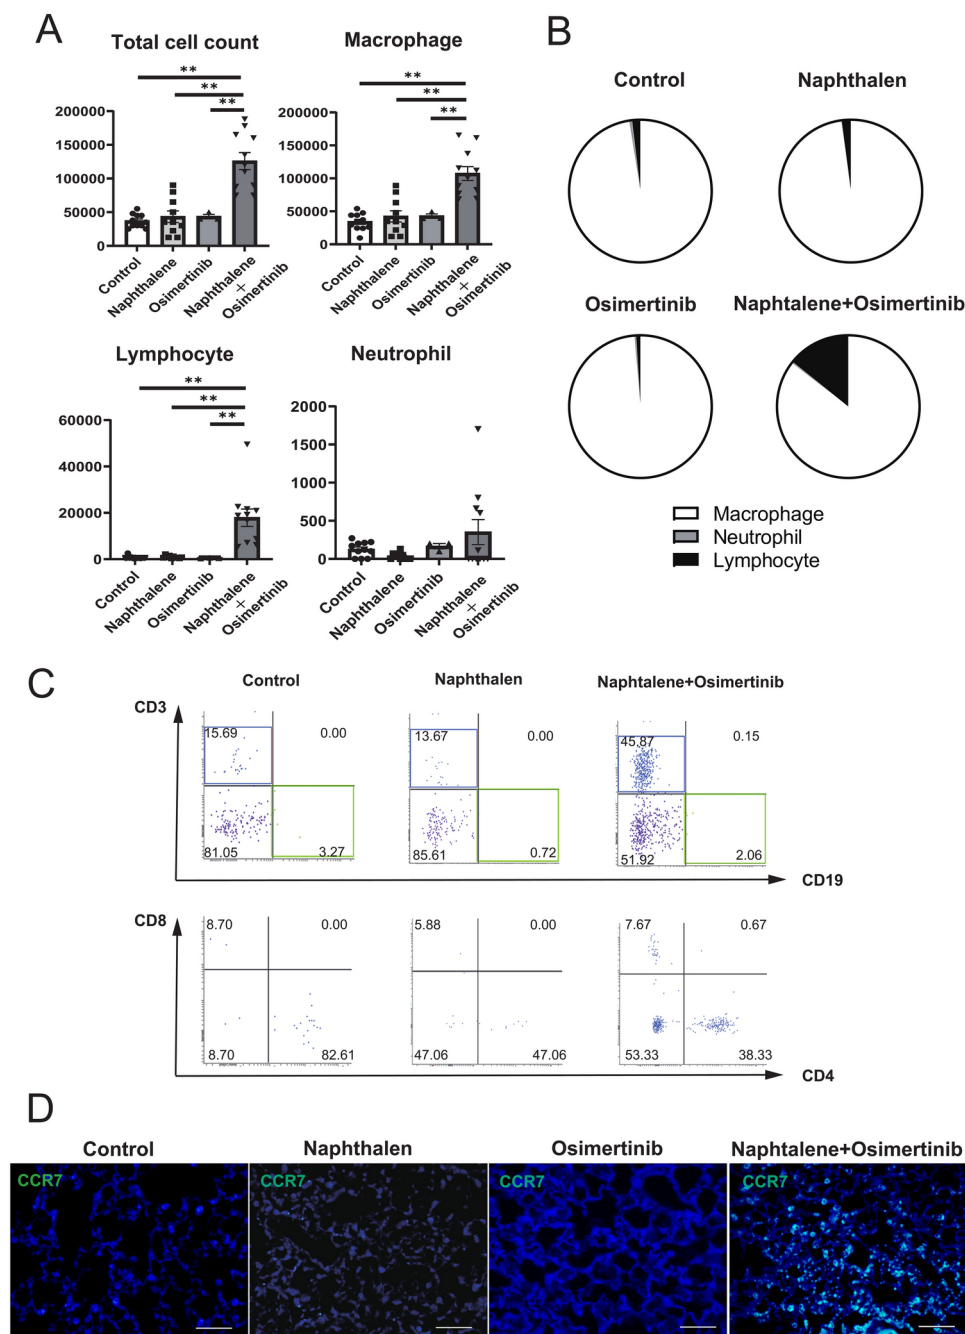 A
B
Total cell count
Macrophage
**
**
**
200000
150000
100000
50000
0
Control
Naphthalene
Osimertinib
Naphthalene
+
Osimertinib
**
**
**
200000
150000
100000
50000
0
Control
Naphthalene
Osimertinib
Naphthalene
+
Osimertinib
Lymphocyte
Neutrophil
**
**
**
60000
40000
20000
0
Control
Naphthalene
Osimertinib
Naphthalene
+
Osimertinib
2000
1500
1000
500
0
Control
Naphthalene
Osimertinib
Naphthalene
+
Osimertinib
Control
Naphthalen
Osimertinib
Naphtalene+Osimertinib
Macrophage
Neutrophil
Lymphocyte
C
Control
Naphthalen
Naphtalene+Osimertinib
CD3
15.69
0.00
13.67
0.00
45.87
0.15
81.05
3.27
85.61
0.72
51.92
2.06
CD19
CD8
8.70
0.00
5.88
0.00
7.67
0.67
8.70
82.61
47.06
47.06
53.33
38.33
CD4
D
Control
Naphthalen
Osimertinib
Naphtalene+Osimertinib
CCR7
CCR7
CCR7
CCR7